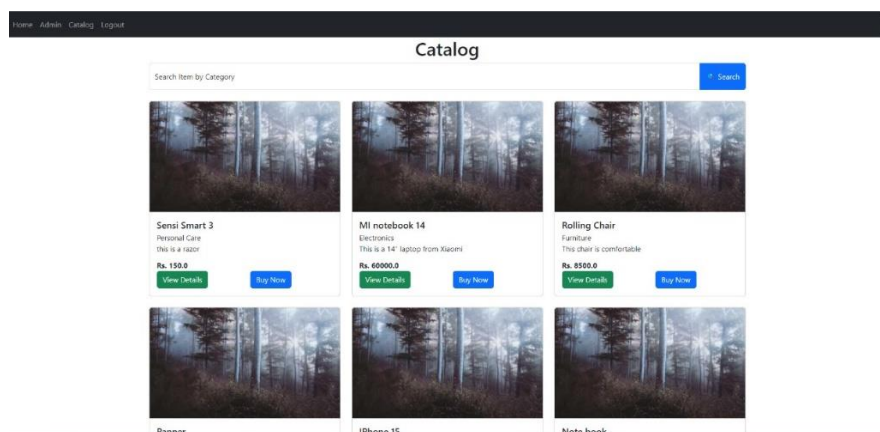 Home Admin Catalog Logout
Catalog
Search Item by Category
Search
Sensi Smart 3
Personal Care
this is a razor
Rs. 150.0
View Details Buy Now
MI notebook 14
Electronics
This is a 14" laptop from Xiaomi
Rs. 60000.0
View Details Buy Now
Rolling Chair
Furniture
This chair is comfortable
Rs. 8500.0
View Details Buy Now
IPhone 15
Note book